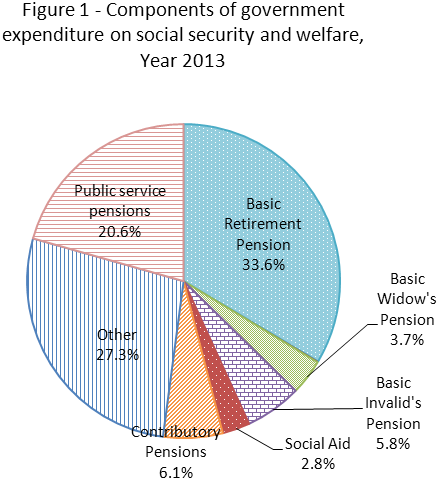 Figure 1 - Components of government
expenditure on social security and welfare,
Year 2013
Public service
pensions
20.6%
Basic
Retirement
Pension
33.6%
Basic
Widow's
Pension
3.7%
Other
27.3%
Basic
Invalid's
Pension
5.8%
Contributory
Pensions
6.1%
Social Aid
2.8%